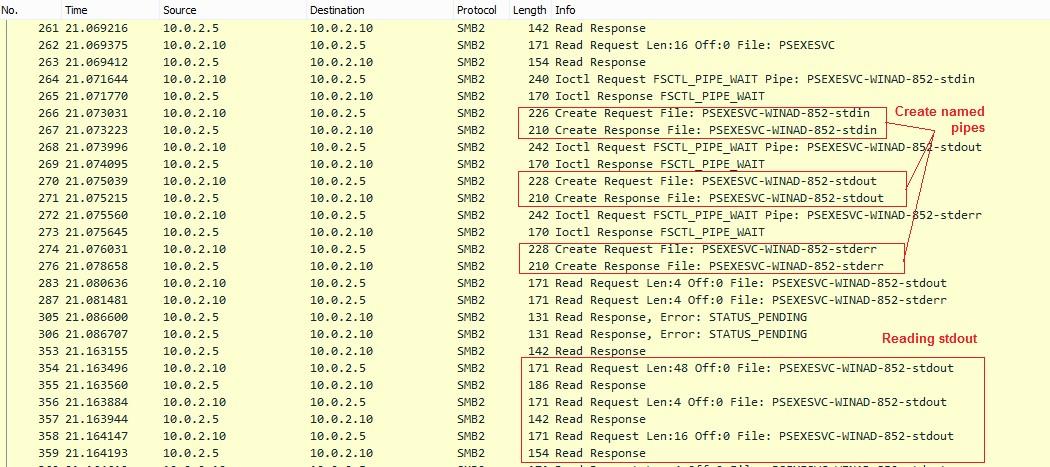 No. Time Source Destination Protocol Length Info
261 21.069216 10.0.2.5 10.0.2.10 SMB2 142 Read Response
262 21.069375 10.0.2.10 10.0.2.5 SMB2 171 Read Request Len:16 Off:0 File: PSEXESVC
263 21.069412 10.0.2.5 10.0.2.10 SMB2 154 Read Response
264 21.071644 10.0.2.10 10.0.2.5 SMB2 240 Ioctl Request FSCTL_PIPE_WAIT Pipe: PSEXESVC-WINAD-852-stdin
265 21.071770 10.0.2.5 10.0.2.10 SMB2 170 Ioctl Response FSCTL_PIPE_WAIT
266 21.073031 10.0.2.10 10.0.2.5 SMB2 226 Create Request File: PSEXESVC-WINAD-852-stdin
Create named
267 21.073223 10.0.2.5 10.0.2.10 SMB2 210 Create Response File: PSEXESVC-WINAD-852-stdin
pipes
268 21.073996 10.0.2.10 10.0.2.5 SMB2 242 Ioctl Request FSCTL_PIPE_WAIT Pipe: PSEXESVC-WINAD-852-stdout
269 21.074095 10.0.2.5 10.0.2.10 SMB2 170 Ioctl Response FSCTL_PIPE_WAIT
270 21.075039 10.0.2.10 10.0.2.5 SMB2 228 Create Request File: PSEXESVC-WINAD-852-stdout
271 21.075215 10.0.2.5 10.0.2.10 SMB2 210 Create Response File: PSEXESVC-WINAD-852-stdout
272 21.075560 10.0.2.10 10.0.2.5 SMB2 242 Ioctl Request FSCTL_PIPE_WAIT Pipe: PSEXESVC-WINAD-852-stderr
273 21.075645 10.0.2.5 10.0.2.10 SMB2 170 Ioctl Response FSCTL_PIPE_WAIT
274 21.076031 10.0.2.10 10.0.2.5 SMB2 228 Create Request File: PSEXESVC-WINAD-852-stderr
276 21.078658 10.0.2.5 10.0.2.10 SMB2 210 Create Response File: PSEXESVC-WINAD-852-stderr
283 21.080636 10.0.2.10 10.0.2.5 SMB2 171 Read Request Len:4 Off:0 File: PSEXESVC-WINAD-852-stdout
287 21.081481 10.0.2.10 10.0.2.5 SMB2 171 Read Request Len:4 Off:0 File: PSEXESVC-WINAD-852-stderr
305 21.086600 10.0.2.5 10.0.2.10 SMB2 131 Read Response, Error: STATUS_PENDING
306 21.086707 10.0.2.5 10.0.2.10 SMB2 131 Read Response, Error: STATUS_PENDING
Reading stdout
353 21.163155 10.0.2.5 10.0.2.10 SMB2 142 Read Response
354 21.163496 10.0.2.10 10.0.2.5 SMB2 171 Read Request Len:48 Off:0 File: PSEXESVC-WINAD-852-stdout
355 21.163560 10.0.2.5 10.0.2.10 SMB2 186 Read Response
356 21.163884 10.0.2.10 10.0.2.5 SMB2 171 Read Request Len:4 Off:0 File: PSEXESVC-WINAD-852-stdout
357 21.163944 10.0.2.5 10.0.2.10 SMB2 142 Read Response
358 21.164147 10.0.2.10 10.0.2.5 SMB2 171 Read Request Len:16 Off:0 File: PSEXESVC-WINAD-852-stdout
359 21.164193 10.0.2.5 10.0.2.10 SMB2 154 Read Response